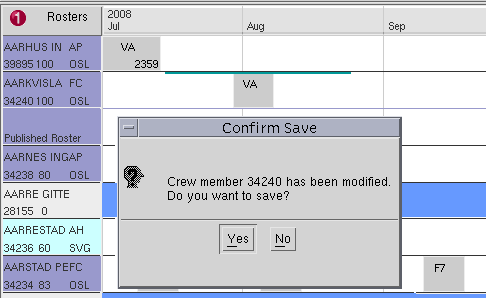 1 Rosters
2008
Jul Aug Sep
AARHUS IN AP
39895 100 OSL
VA
2359
AARKVISLA FC
34240 100 OSL
VA
Published Roster
AARNES INGAP
34238 80 OSL
AARRE GITTE
28155 0
AARRESTAD AH
34236 60 SVG
AARSTAD PEFC
34234 83 OSL
F7
Confirm Save
Crew member 34240 has been modified.
Do you want to save?
Yes No